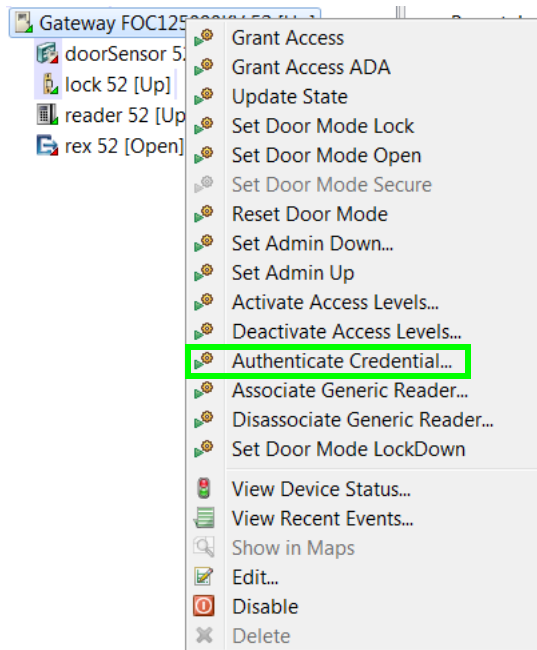 Gateway FOC125
doorSensor 5
lock 52 [Up]
reader 52 [Up
rex 52 [Open]
Grant Access
Grant Access ADA
Update State
Set Door Mode Lock
Set Door Mode Open
Set Door Mode Secure
Reset Door Mode
Set Admin Down...
Set Admin Up
Activate Access Levels...
Deactivate Access Levels...
Authenticate Credential...
Associate Generic Reader...
Disassociate Generic Reader...
Set Door Mode LockDown
View Device Status...
View Recent Events...
Show in Maps
Edit...
Disable
Delete